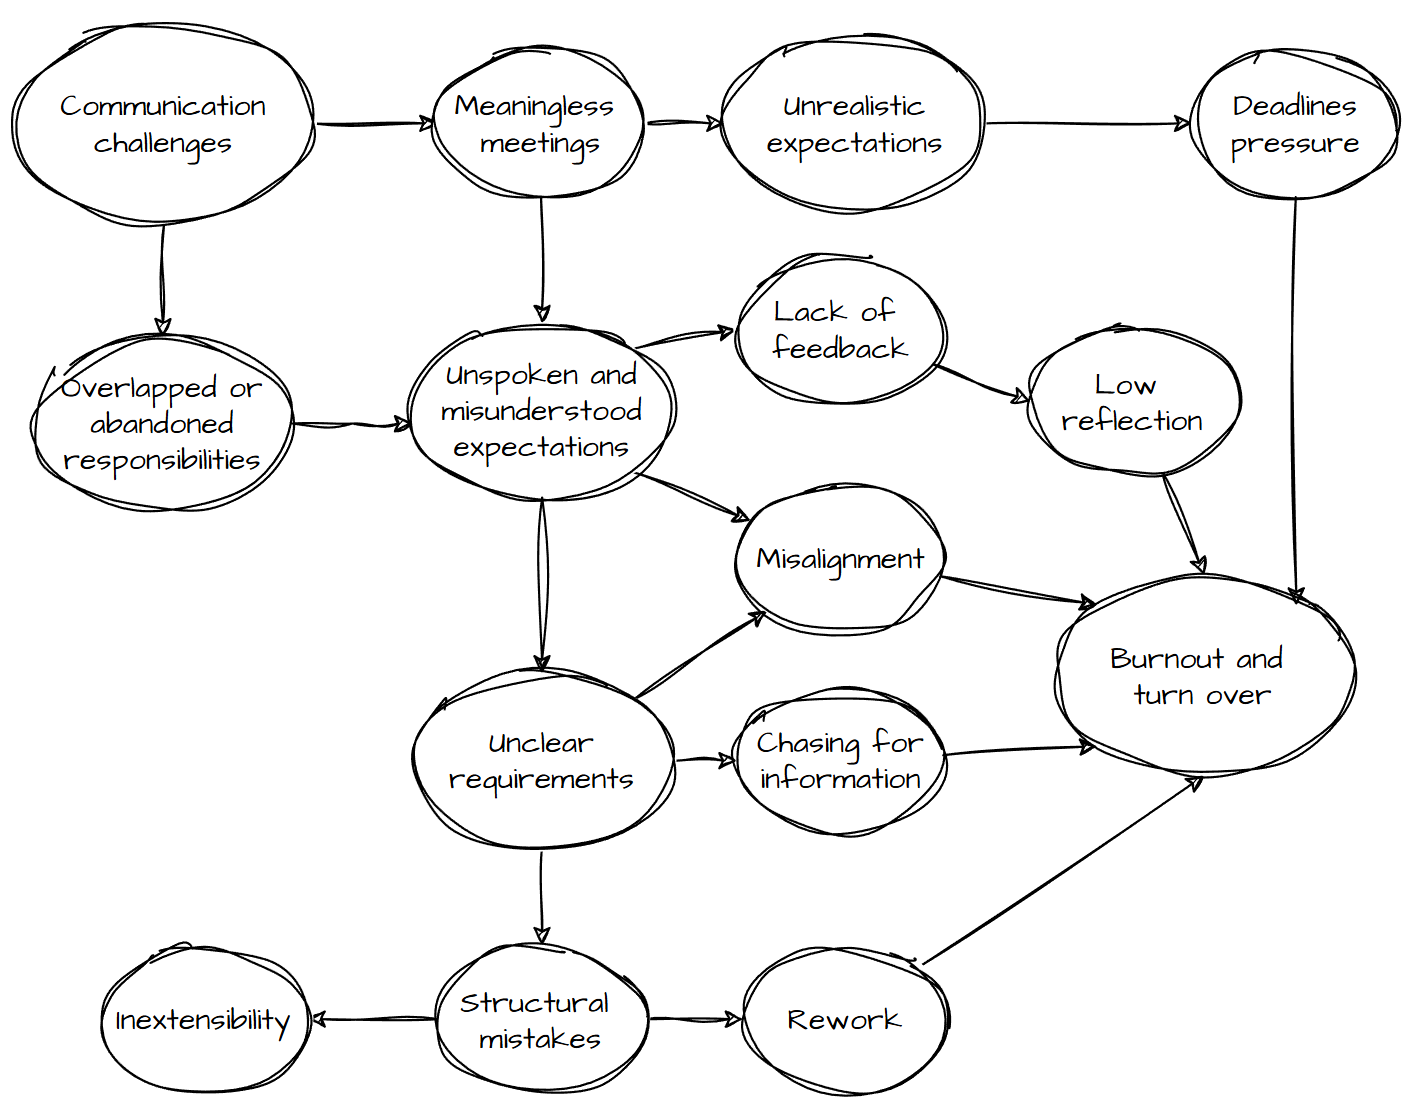 Communication
challenges
Meaningless
meetings
Unrealistic
expectations
Deadlines
pressure
Overlapped or
abandoned
responsibilities
Unspoken and
misunderstood
expectations
Lack of
feedback
Low
reflection
Misalignment
Burnout and
turn over
Unclear
requirements
Chasing for
information
Inextensibility
Structural
mistakes
Rework